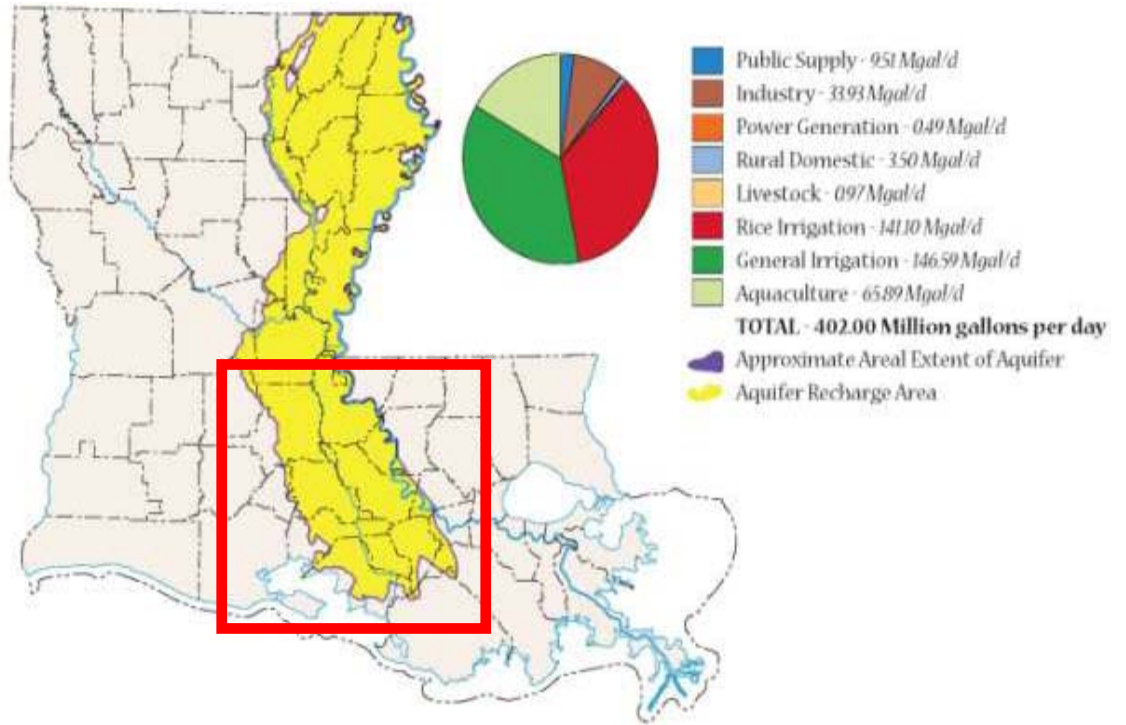 Public Supply - 9.51 Mgal/d
Industry - 33.93 Mgal/d
Power Generation - 0.49 Mgal/d
Rural Domestic - 3.50 Mgal/d
Livestock - 0.97 Mgal/d
Rice Irrigation - 141.10 Mgal/d
General Irrigation - 146.59 Mgal/d
Aquaculture - 65.89 Mgal/d
TOTAL - 402.00 Million gallons per day
Approximate Areal Extent of Aquifer
Aquifer Recharge Area